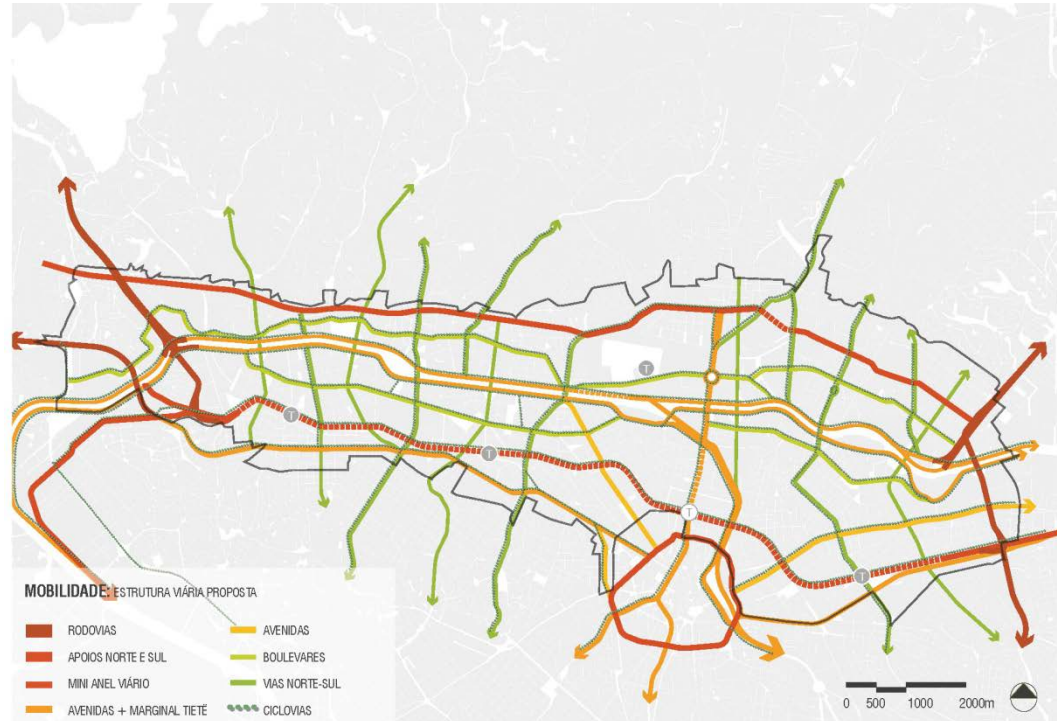 T
T
T
T
T
MOBILIDADE: ESTRUTURA VIÁRIA PROPOSTA
RODOVIAS
APOIOS NORTE E SUL
MINI ANEL VIÁRIO
AVENIDAS + MARGINAL TIETÊ
AVENIDAS
BOULEVARES
VIAS NORTE-SUL
CICLOVIAS
0 500 1000 2000m